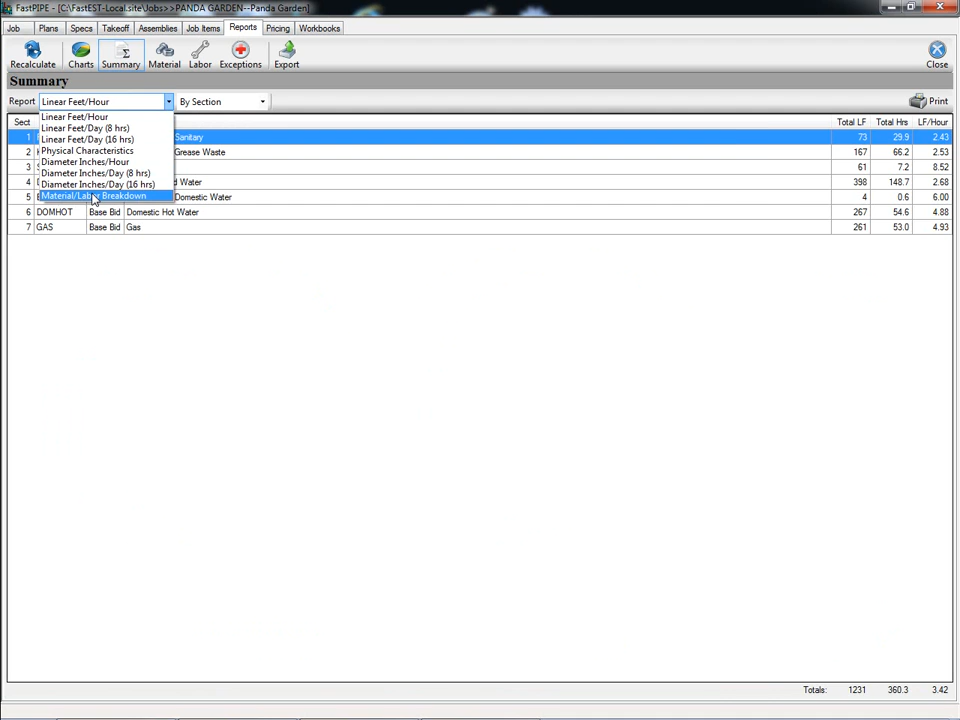 FastPIPE - [C:\FastEST-Local.site\Jobs>>PANDA GARDEN--Panda Garden]
Job Plans Specs Takeoff Assemblies Job Items Reports Pricing Workbooks
Recalculate Charts Summary Material Labor Exceptions Export Close
Summary
Report Linear Feet/Hour By Section Print
Linear Feet/Hour
Linear Feet/Day (8 hrs)
Linear Feet/Day (16 hrs)
Physical Characteristics
Diameter Inches/Hour
Diameter Inches/Day (8 hrs)
Diameter Inches/Day (16 hrs)
Material/Labor Breakdown
Sect Total LF Total Hrs LF/Hour
1 Sanitary 73 29.9 2.43
2 Grease Waste 167 66.2 2.53
3 61 7.2 8.52
4 Water 398 148.7 2.68
5 Domestic Water 4 0.6 6.00
6 DOMHOT Base Bid Domestic Hot Water 267 54.6 4.88
7 GAS Base Bid Gas 261 53.0 4.93
Totals: 1231 360.3 3.42